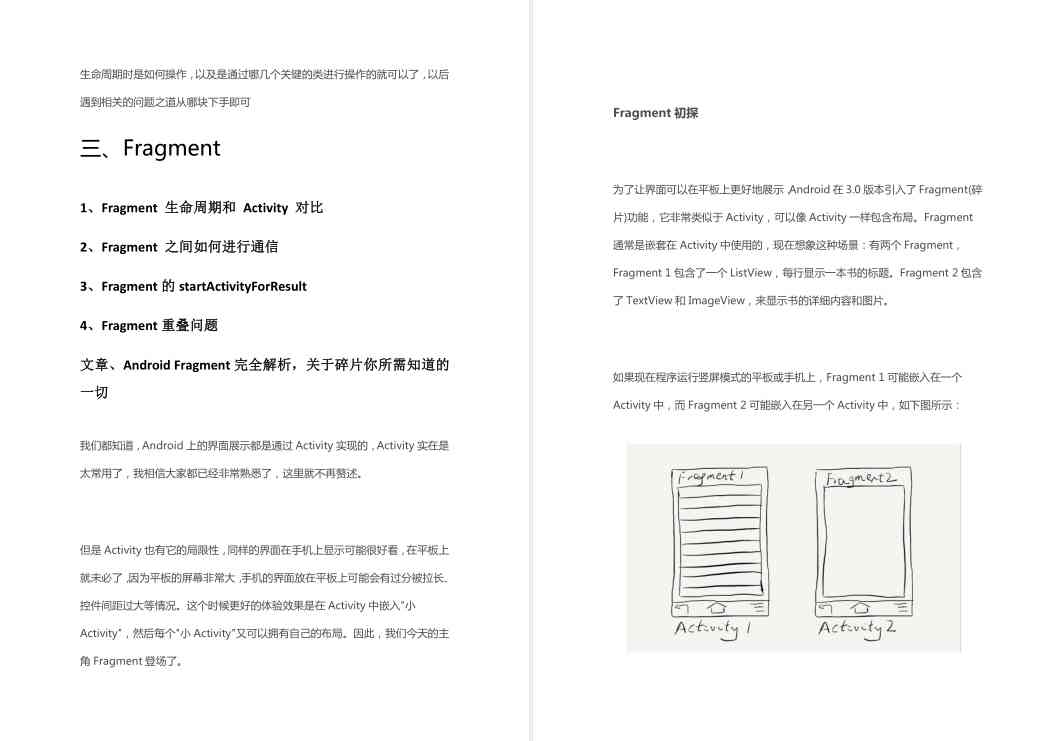 生命周期时是如何操作，以及是通过哪几个关键的类进行操作的就可以了，以后
遇到相关的问题之道从哪块下手即可
三、Fragment
1、Fragment 生命周期和 Activity 对比
2、Fragment 之间如何进行通信
3、Fragment 的 startActivityForResult
4、Fragment 重叠问题
文章、Android Fragment 完全解析，关于碎片你所需知道的
一切
我们都知道，Android 上的界面展示都是通过 Activity 实现的，Activity 实在是
太常用了，我相信大家都已经非常熟悉了，这里就不再赘述。
但是 Activity 也有它的局限性，同样的界面在手机上显示可能很好看，在平板上
就未必了，因为平板的屏幕非常大，手机的界面放在平板上可能会有过分被拉长、
控件间距过大等情况。这个时候更好的体验效果是在 Activity 中嵌入"小
Activity"，然后每个"小 Activity"又可以拥有自己的布局。因此，我们今天的主
角 Fragment 登场了。
Fragment 初探
为了让界面可以在平板上更好地展示，Android 在 3.0 版本引入了 Fragment(碎
片)功能，它非常类似于 Activity，可以像 Activity 一样包含布局。Fragment
通常是嵌套在 Activity 中使用的，现在想象这种场景：有两个 Fragment，
Fragment 1 包含了一个 ListView，每行显示一本书的标题。Fragment 2 包含
了 TextView 和 ImageView，来显示书的详细内容和图片。
如果现在程序运行竖屏模式的平板或手机上，Fragment 1 可能嵌入在一个
Activity 中，而 Fragment 2 可能嵌入在另一个 Activity 中，如下图所示：
Fragment 1
Fragment 2
Activity 1
Activity 2